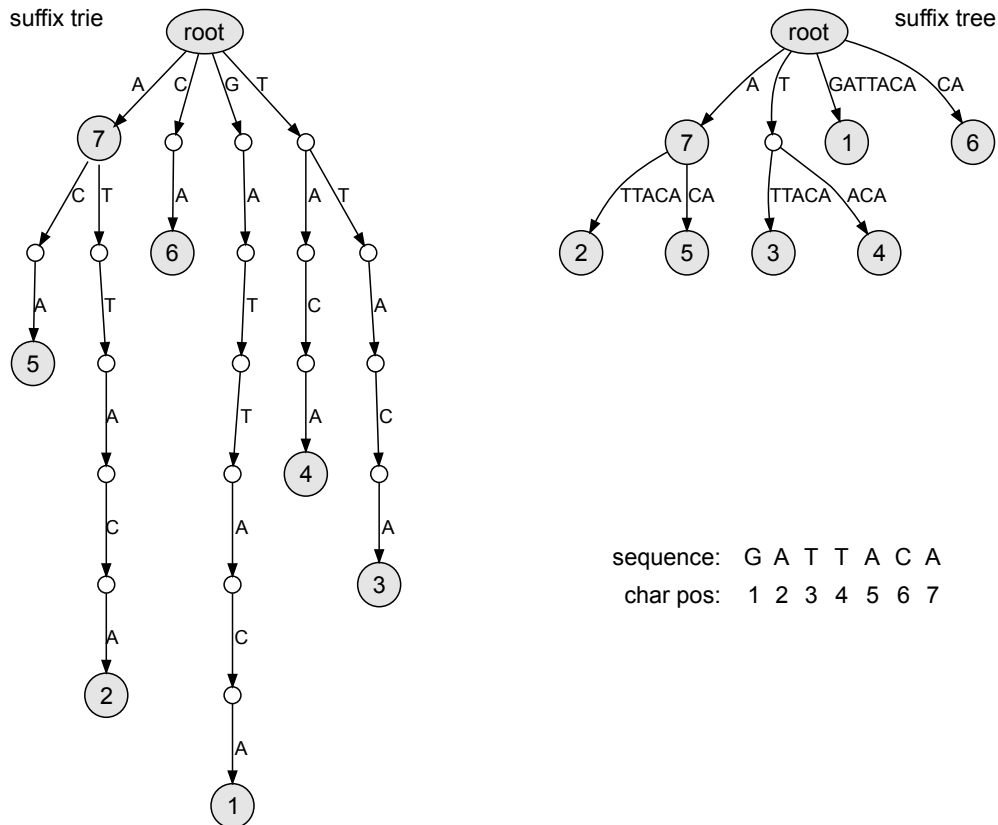 suffix trie
root
suffix tree
root
A
C
G
T
A
T
GATTACA
CA
7
7
1
6
C
T
A
A
A
T
TTACA
CA
TTACA
ACA
6
2
5
3
4
A
T
T
C
A
5
A
T
A
C
4
C
A
A
3
sequence: G A T T A C A
char pos: 1 2 3 4 5 6 7
A
C
2
A
1